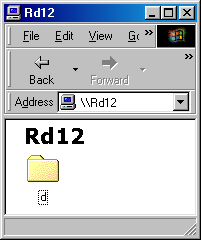 Rd12
File Edit View Go »
Back Forward »
Address \\Rd12
Rd12
d